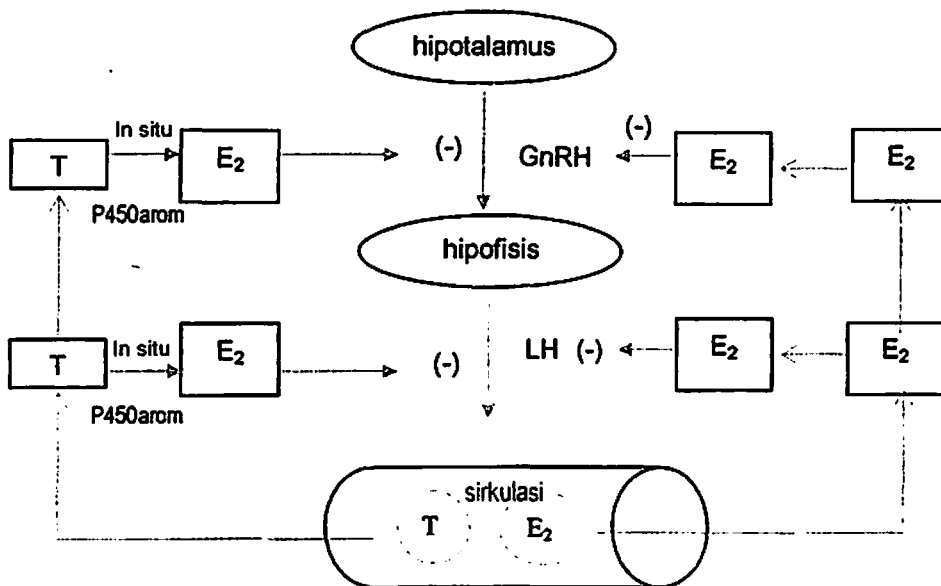 hipotalamus
In situ
T
E₂
(-)
GnRH
(-)
E₂
E₂
P450arom
hipofisis
In situ
T
E₂
(-)
LH (-)
E₂
E₂
P450arom
sirkulasi
T
E₂